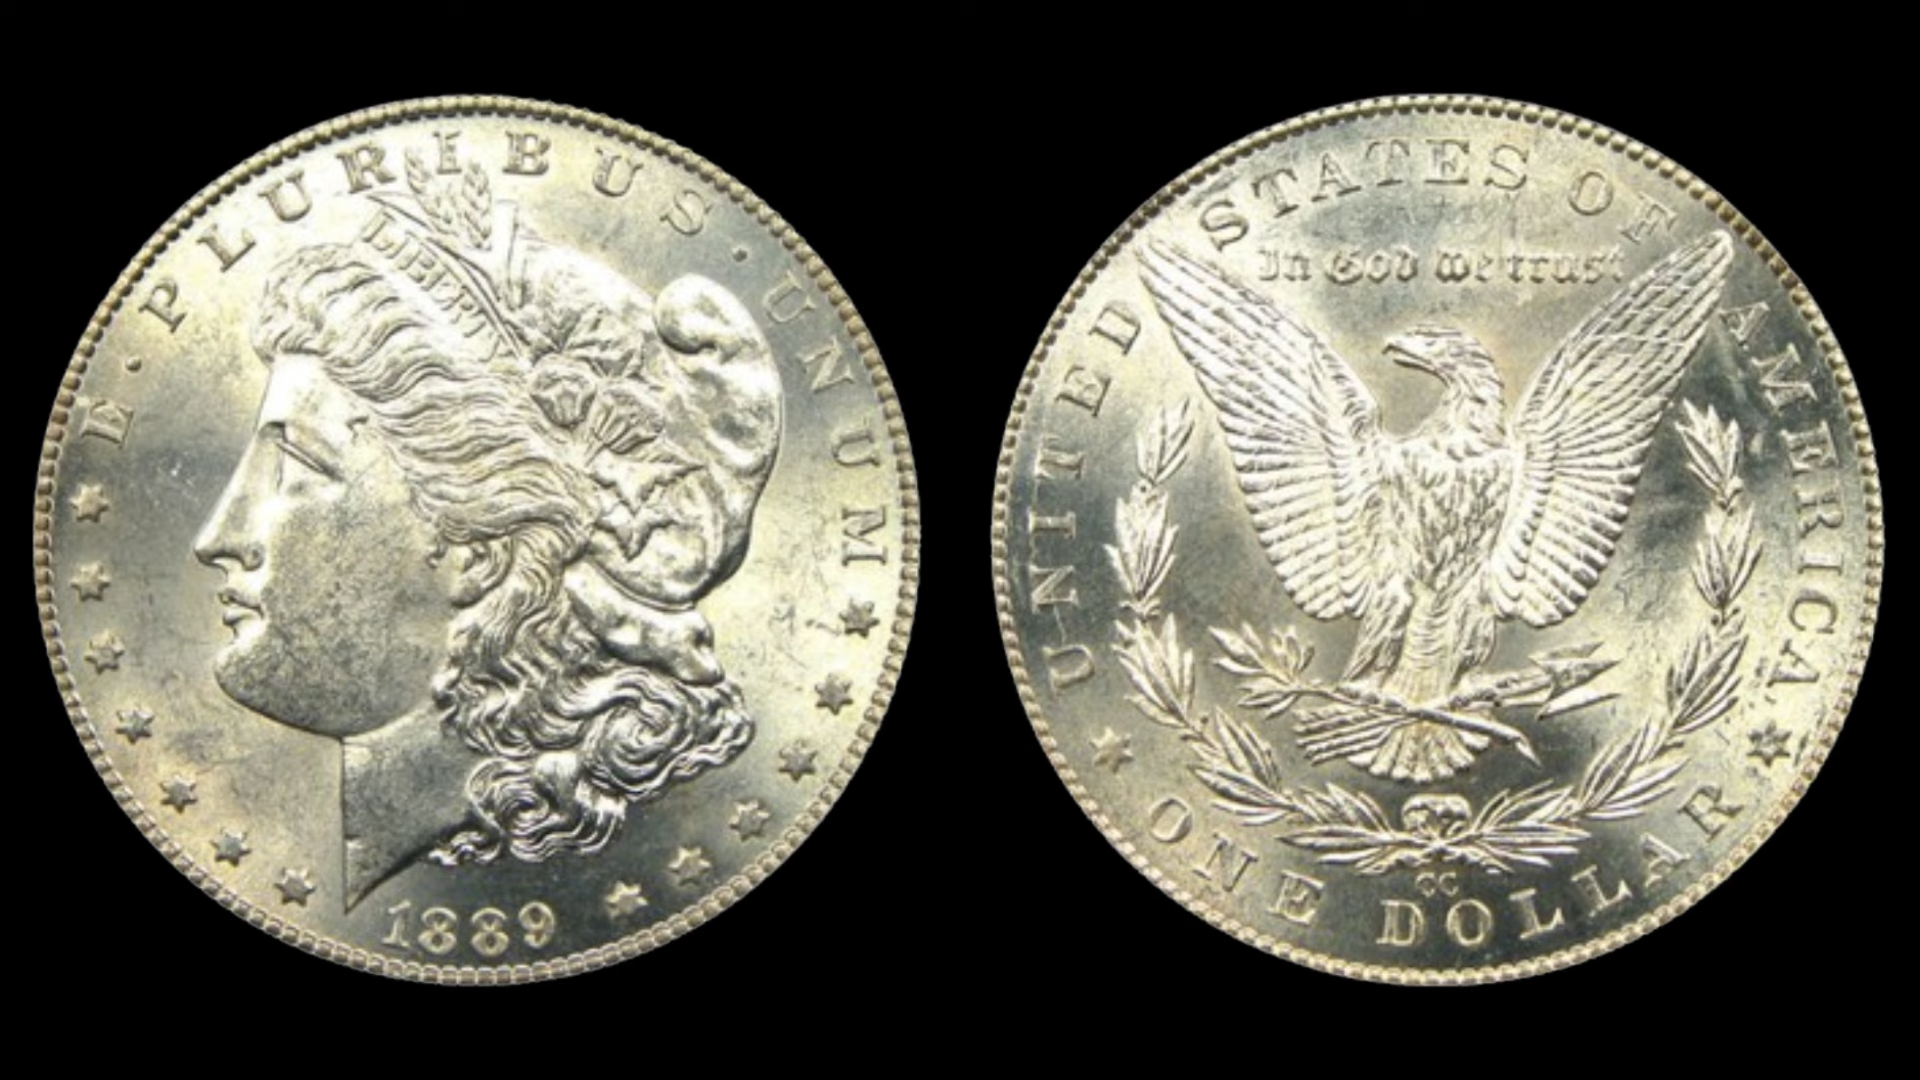 E · PLURIBUS · UNUM
LIBERTY
1889
UNITED STATES OF AMERICA
In God we trust
CC
ONE DOLLAR